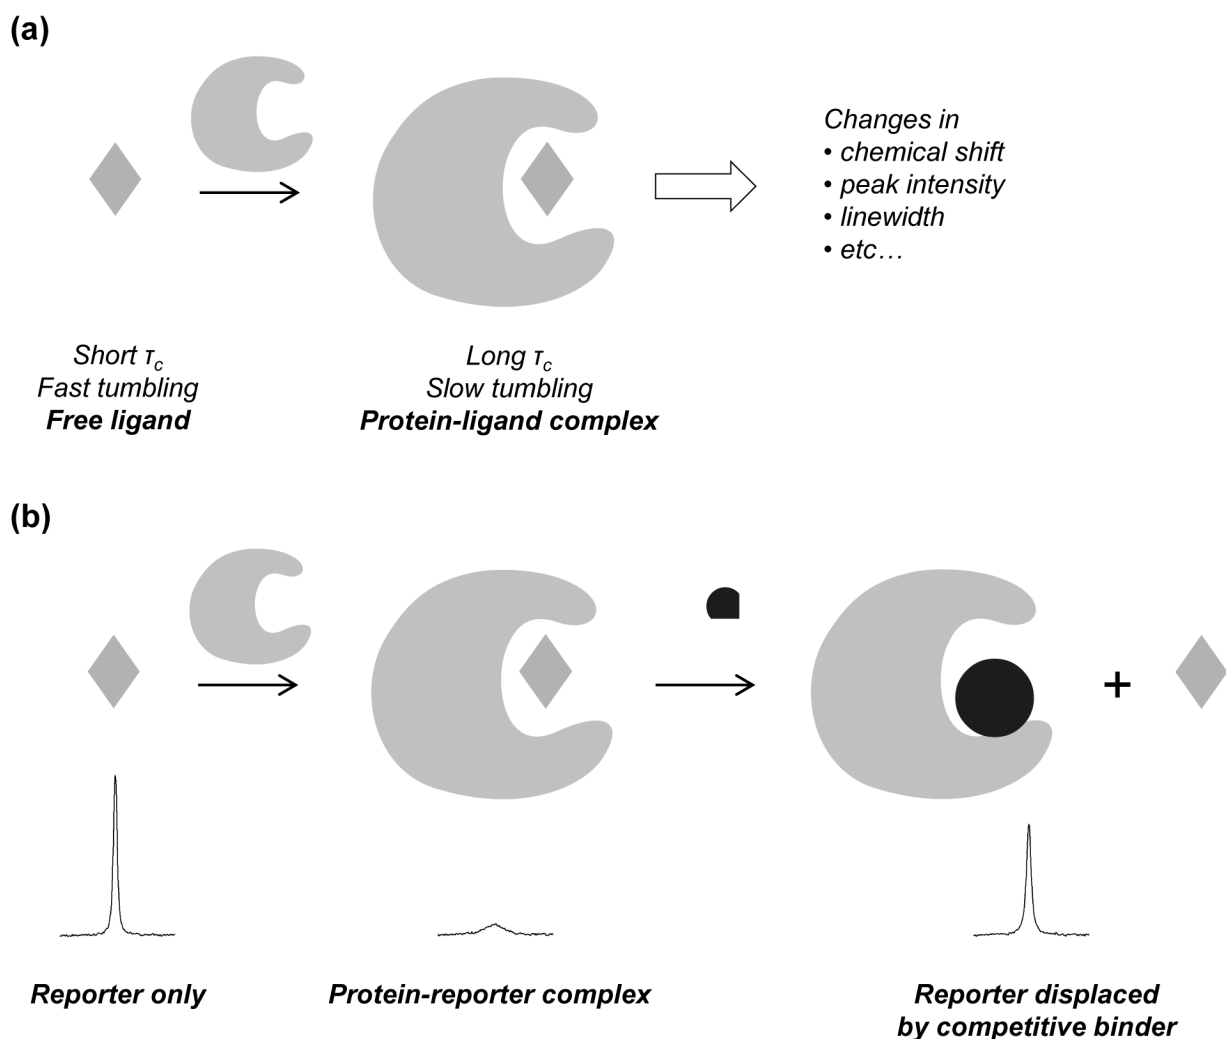 (a)
Changes in
• chemical shift
• peak intensity
• linewidth
• etc…
Short τc
Fast tumbling
Free ligand
Long τc
Slow tumbling
Protein-ligand complex
(b)
+
Reporter only
Protein-reporter complex
Reporter displaced
by competitive binder